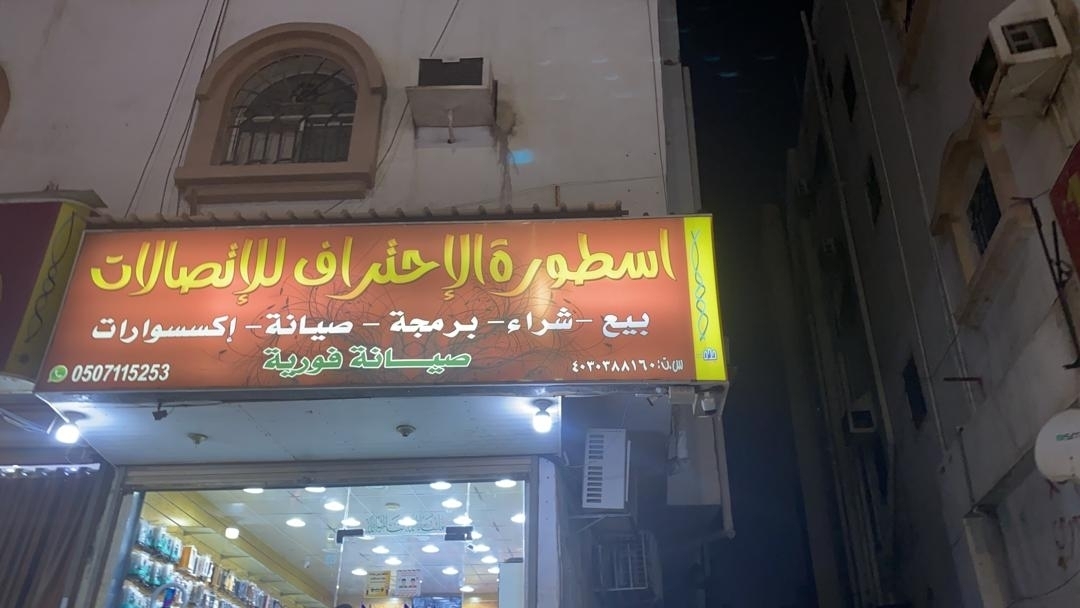 اسطورة الإحتراف للإتصالات
بيع - شراء - برمجة - صيانة - إكسسوارات
صيانة فورية
س.ت: ٤٠٣٠٣٨٨١٦٠
0507115253